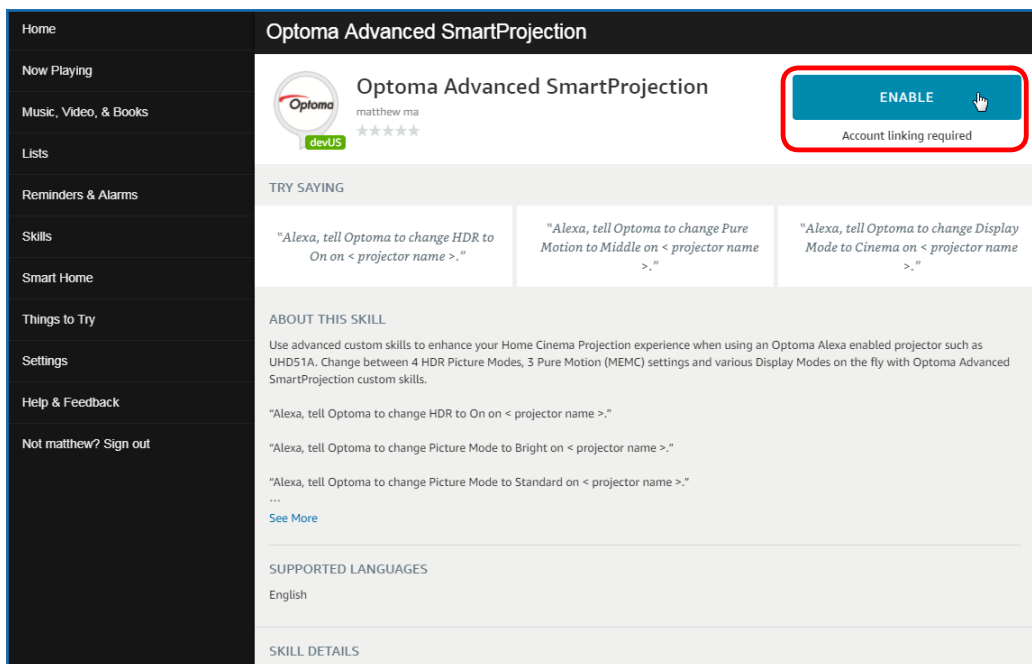 Home
Now Playing
Music, Video, & Books
Lists
Reminders & Alarms
Skills
Smart Home
Things to Try
Settings
Help & Feedback
Not matthew? Sign out
Optoma Advanced SmartProjection
Optoma
devUS
Optoma Advanced SmartProjection
matthew ma
ENABLE
Account linking required
TRY SAYING
"Alexa, tell Optoma to change HDR to
On on < projector name >."
"Alexa, tell Optoma to change Pure
Motion to Middle on < projector name
>."
"Alexa, tell Optoma to change Display
Mode to Cinema on < projector name
>."
ABOUT THIS SKILL
Use advanced custom skills to enhance your Home Cinema Projection experience when using an Optoma Alexa enabled projector such as
UHD51A. Change between 4 HDR Picture Modes, 3 Pure Motion (MEMC) settings and various Display Modes on the fly with Optoma Advanced
SmartProjection custom skills.
"Alexa, tell Optoma to change HDR to On on < projector name >."
"Alexa, tell Optoma to change Picture Mode to Bright on < projector name >."
"Alexa, tell Optoma to change Picture Mode to Standard on < projector name >."
...
See More
SUPPORTED LANGUAGES
English
SKILL DETAILS